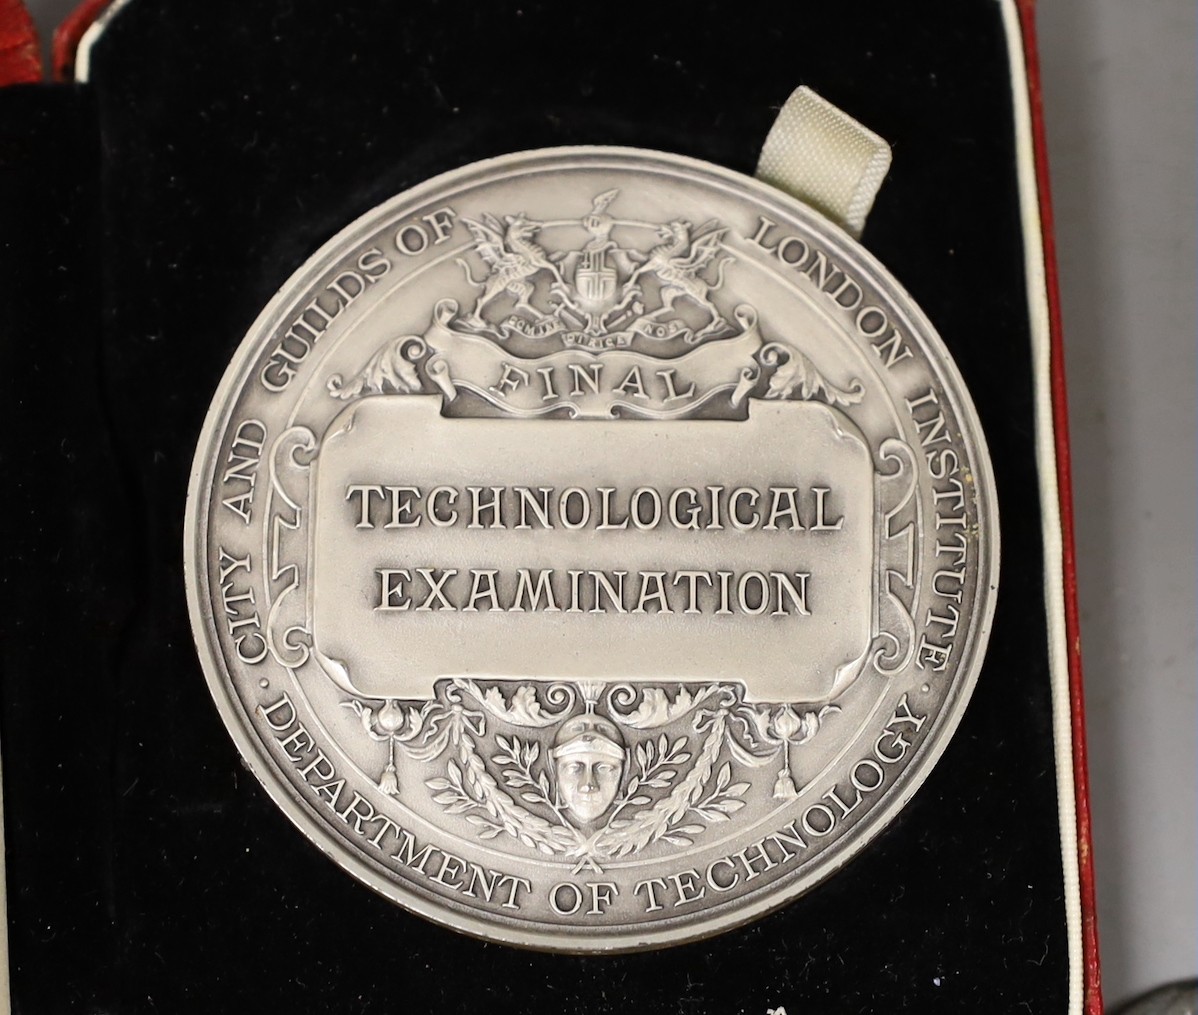 CITY AND GUILDS OF LONDON INSTITUTE
FINAL
TECHNOLOGICAL
EXAMINATION
· DEPARTMENT OF TECHNOLOGY ·